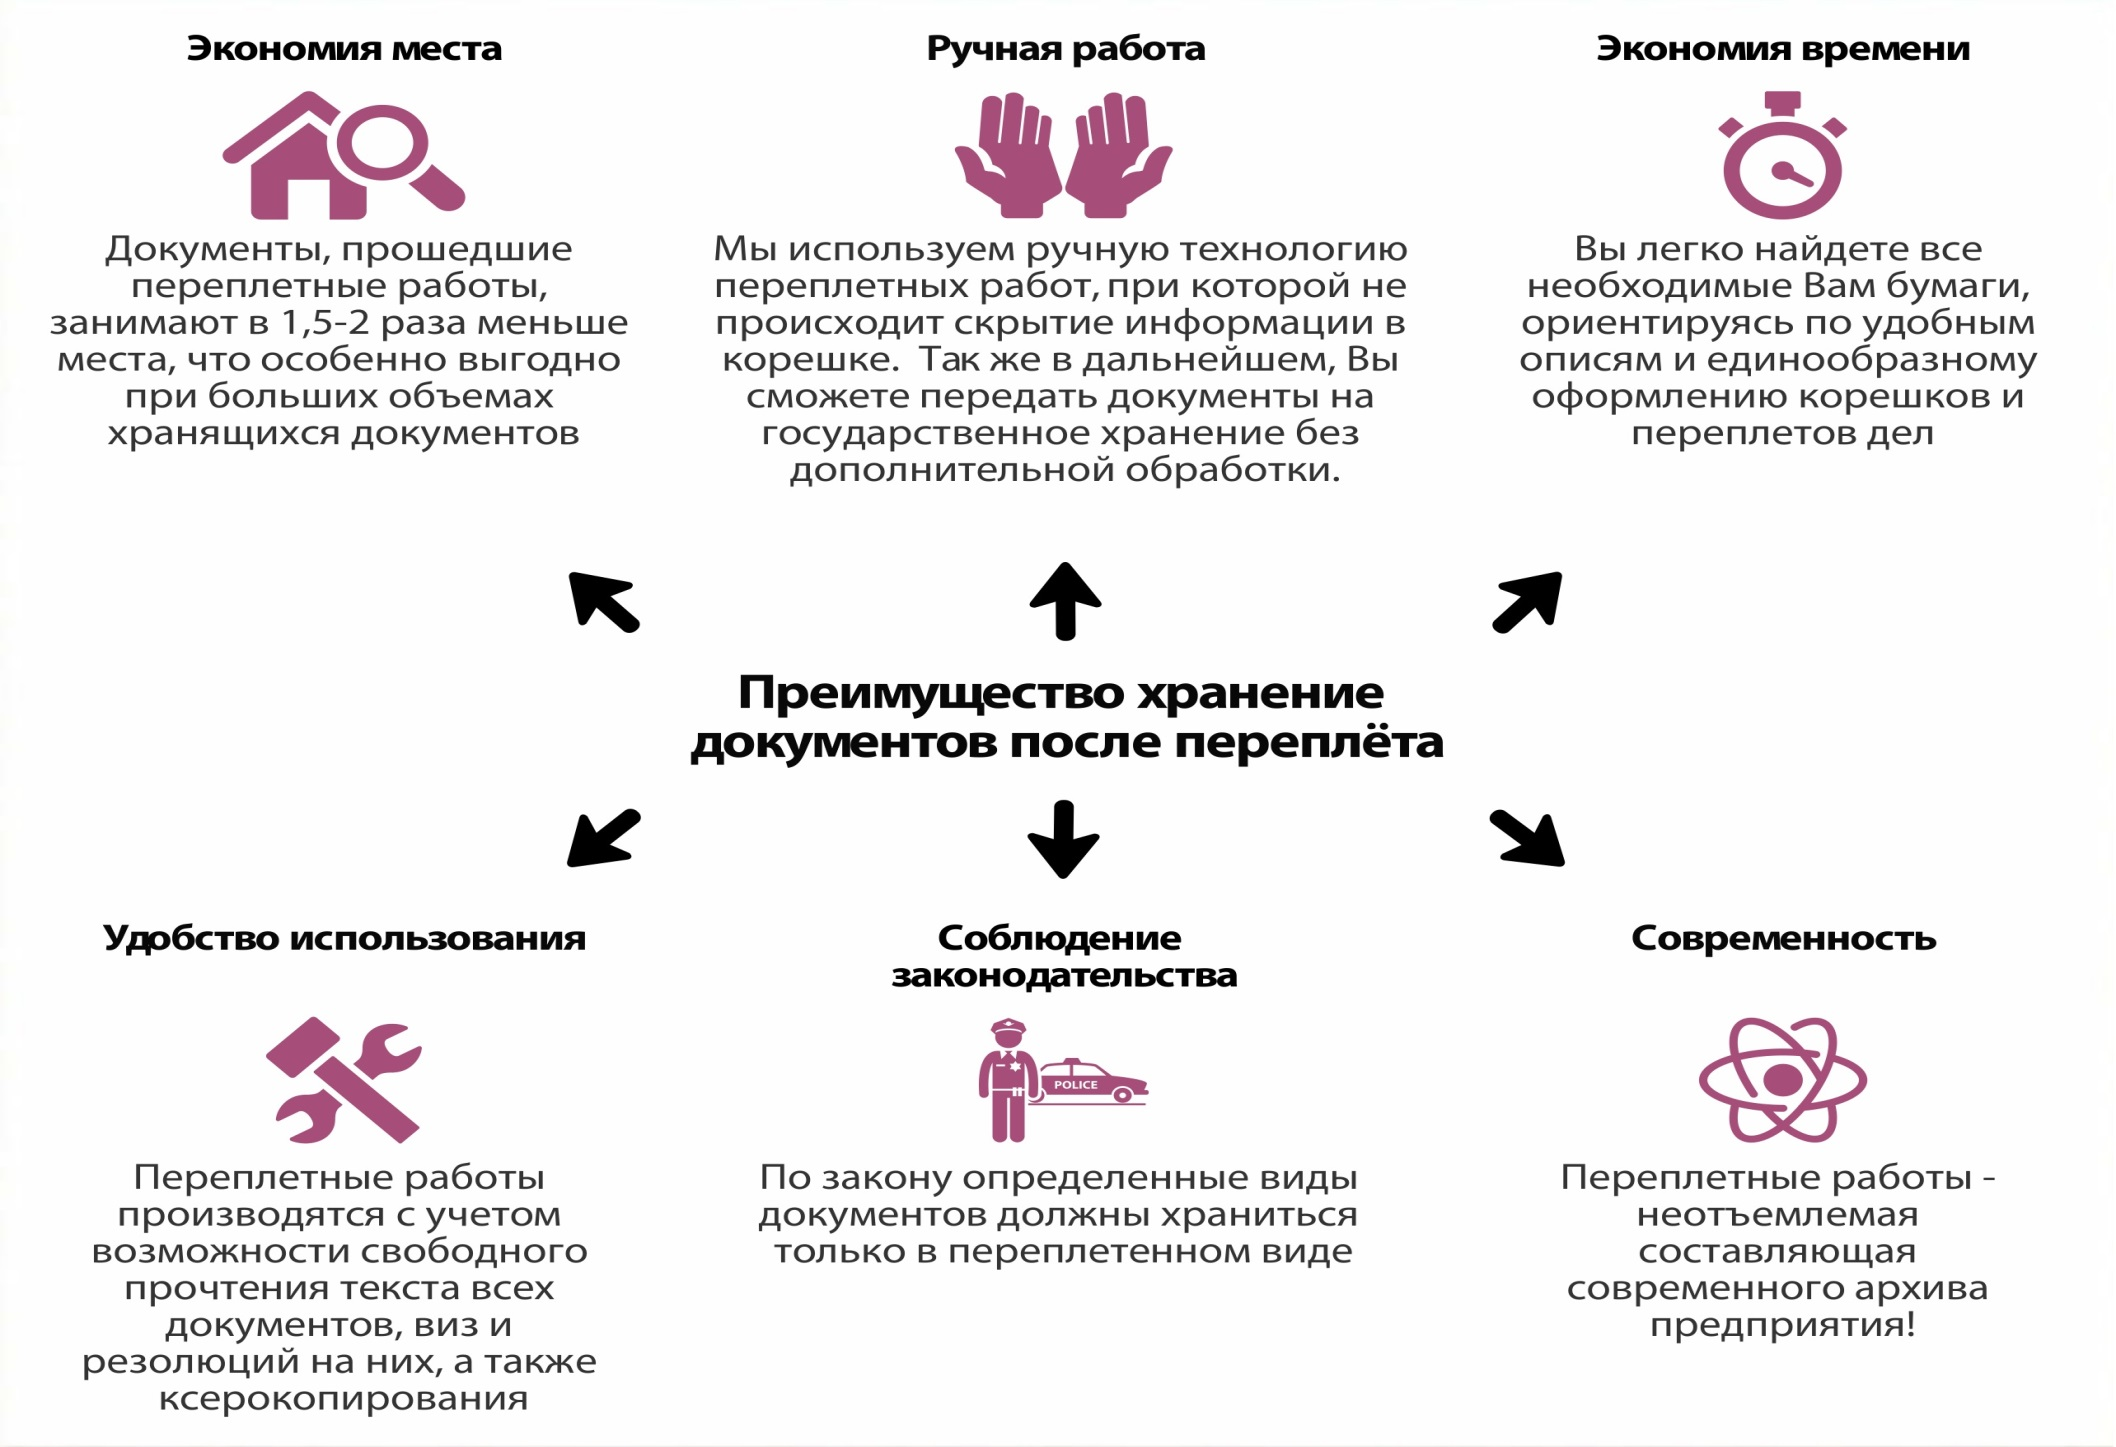 Экономия места
Документы, прошедшие
переплетные работы,
занимают в 1,5-2 раза меньше
места, что особенно выгодно
при больших объемах
хранящихся документов
Ручная работа
Мы используем ручную технологию
переплетных работ, при которой не
происходит скрытие информации в
корешке. Так же в дальнейшем, Вы
сможете передать документы на
государственное хранение без
дополнительной обработки.
Экономия времени
Вы легко найдете все
необходимые Вам бумаги,
ориентируясь по удобным
описям и единообразному
оформлению корешков и
переплетов дел
Преимущество хранение
документов после переплёта
Удобство использования
Переплетные работы
производятся с учетом
возможности свободного
прочтения текста всех
документов, виз и
резолюций на них, а также
ксерокопирования
Соблюдение
законодательства
POLICE
По закону определенные виды
документов должны храниться
только в переплетенном виде
Современность
Переплетные работы -
неотъемлемая
составляющая
современного архива
предприятия!